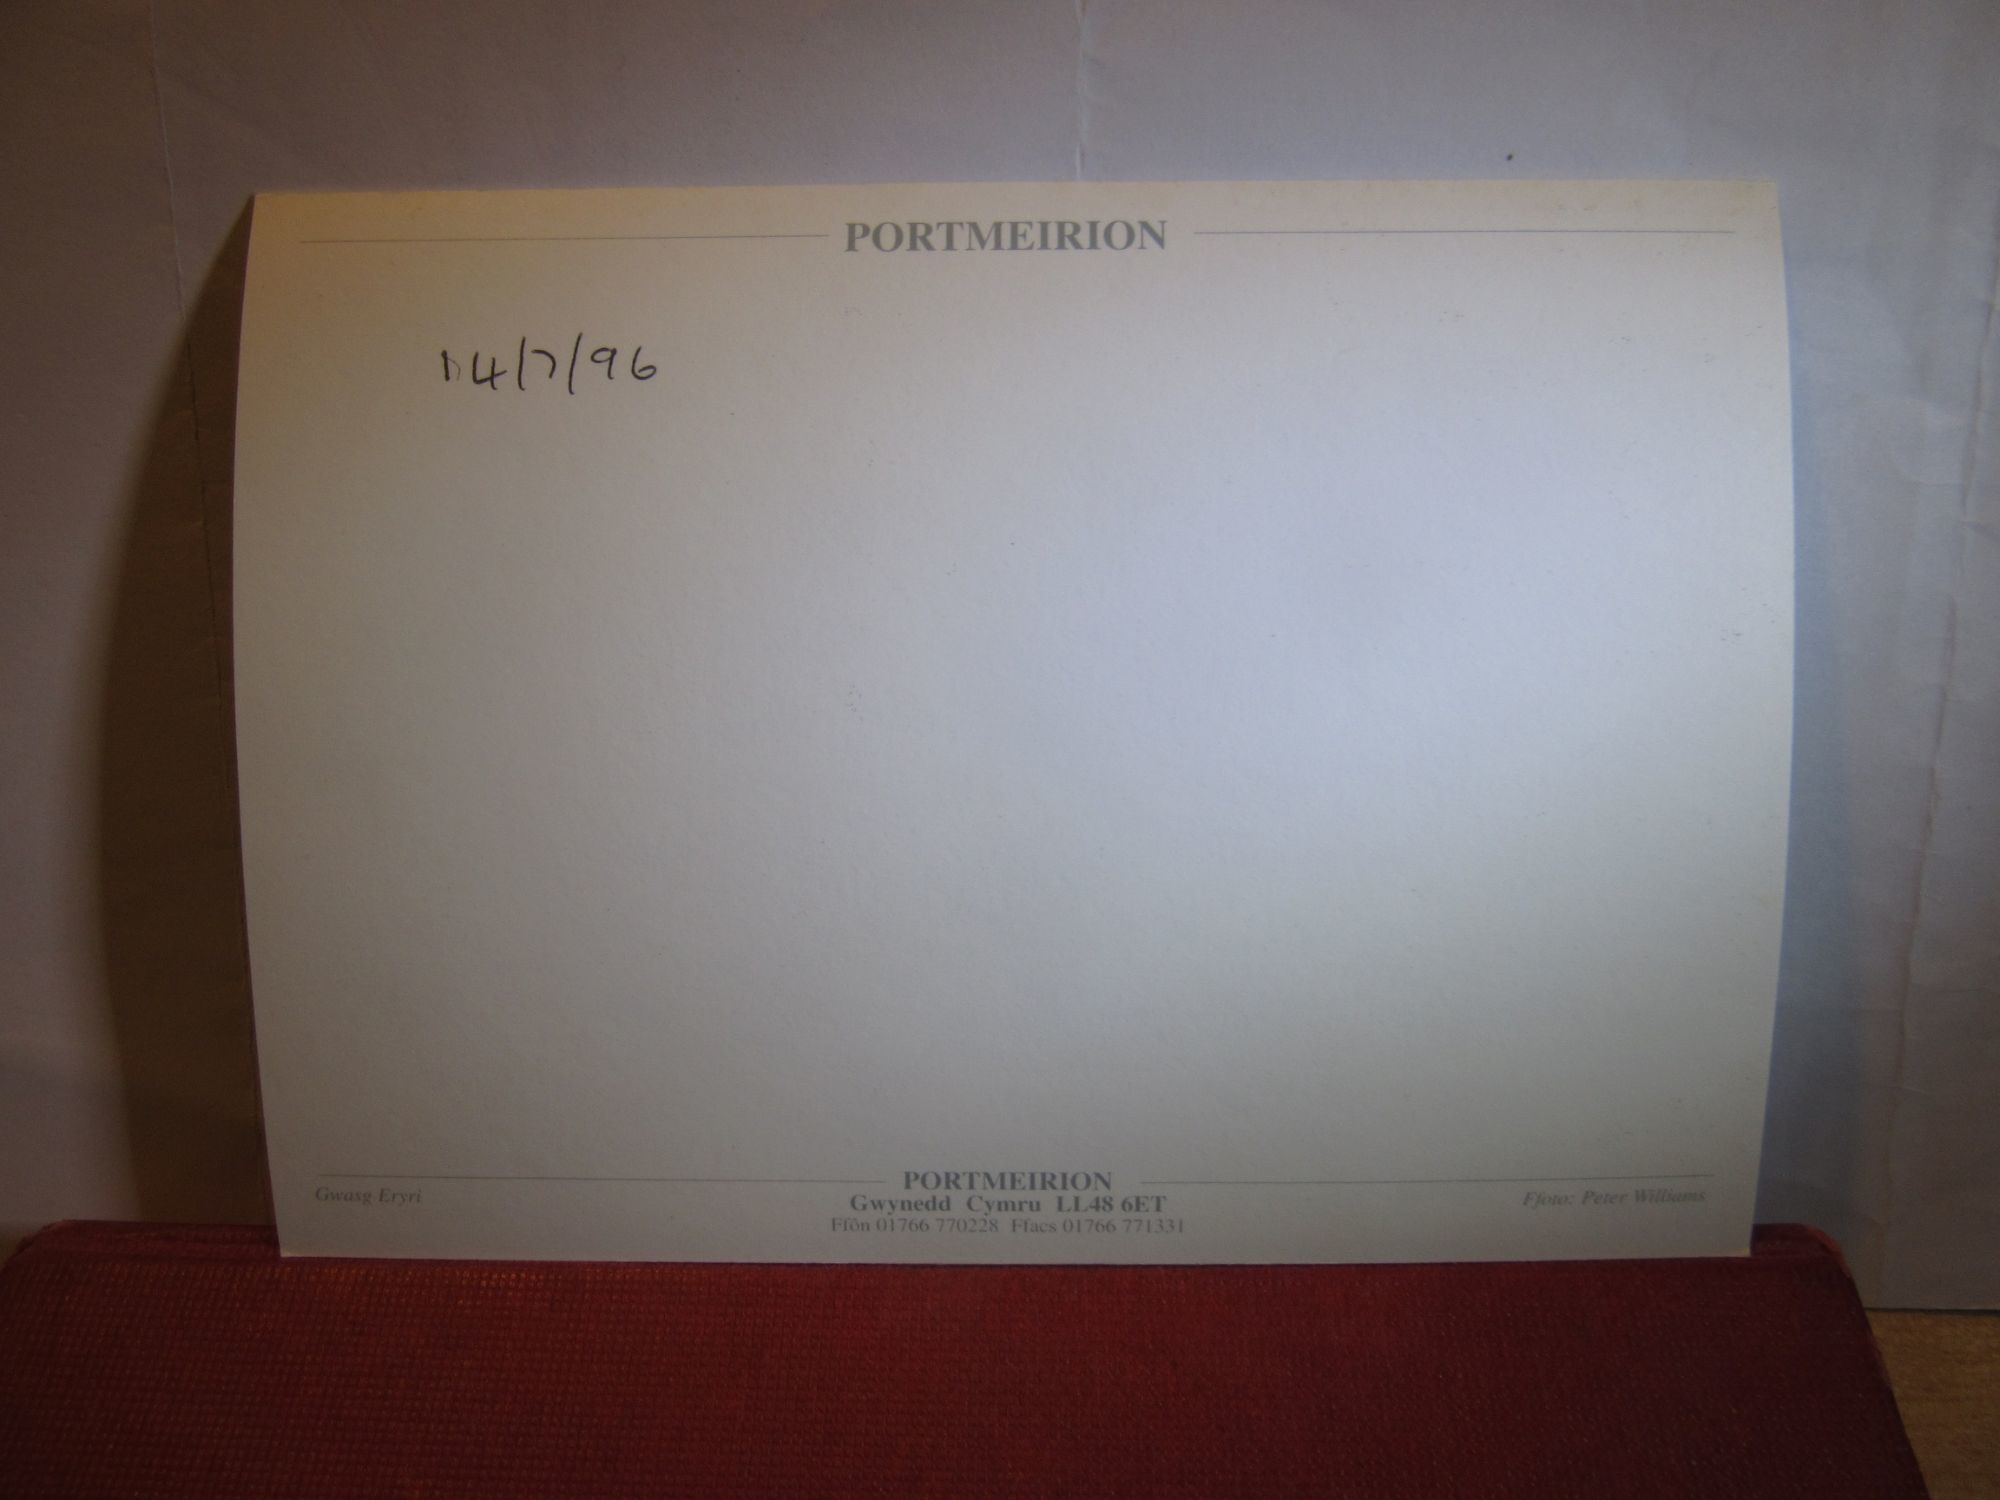 PORTMEIRION
4/7/96
PORTMEIRION
Gwynedd Cymru LL48 6ET
Ffôn 01766 770228 Ffacs 01766 771331
Gwasg Eryri
Ffoto: Peter Williams